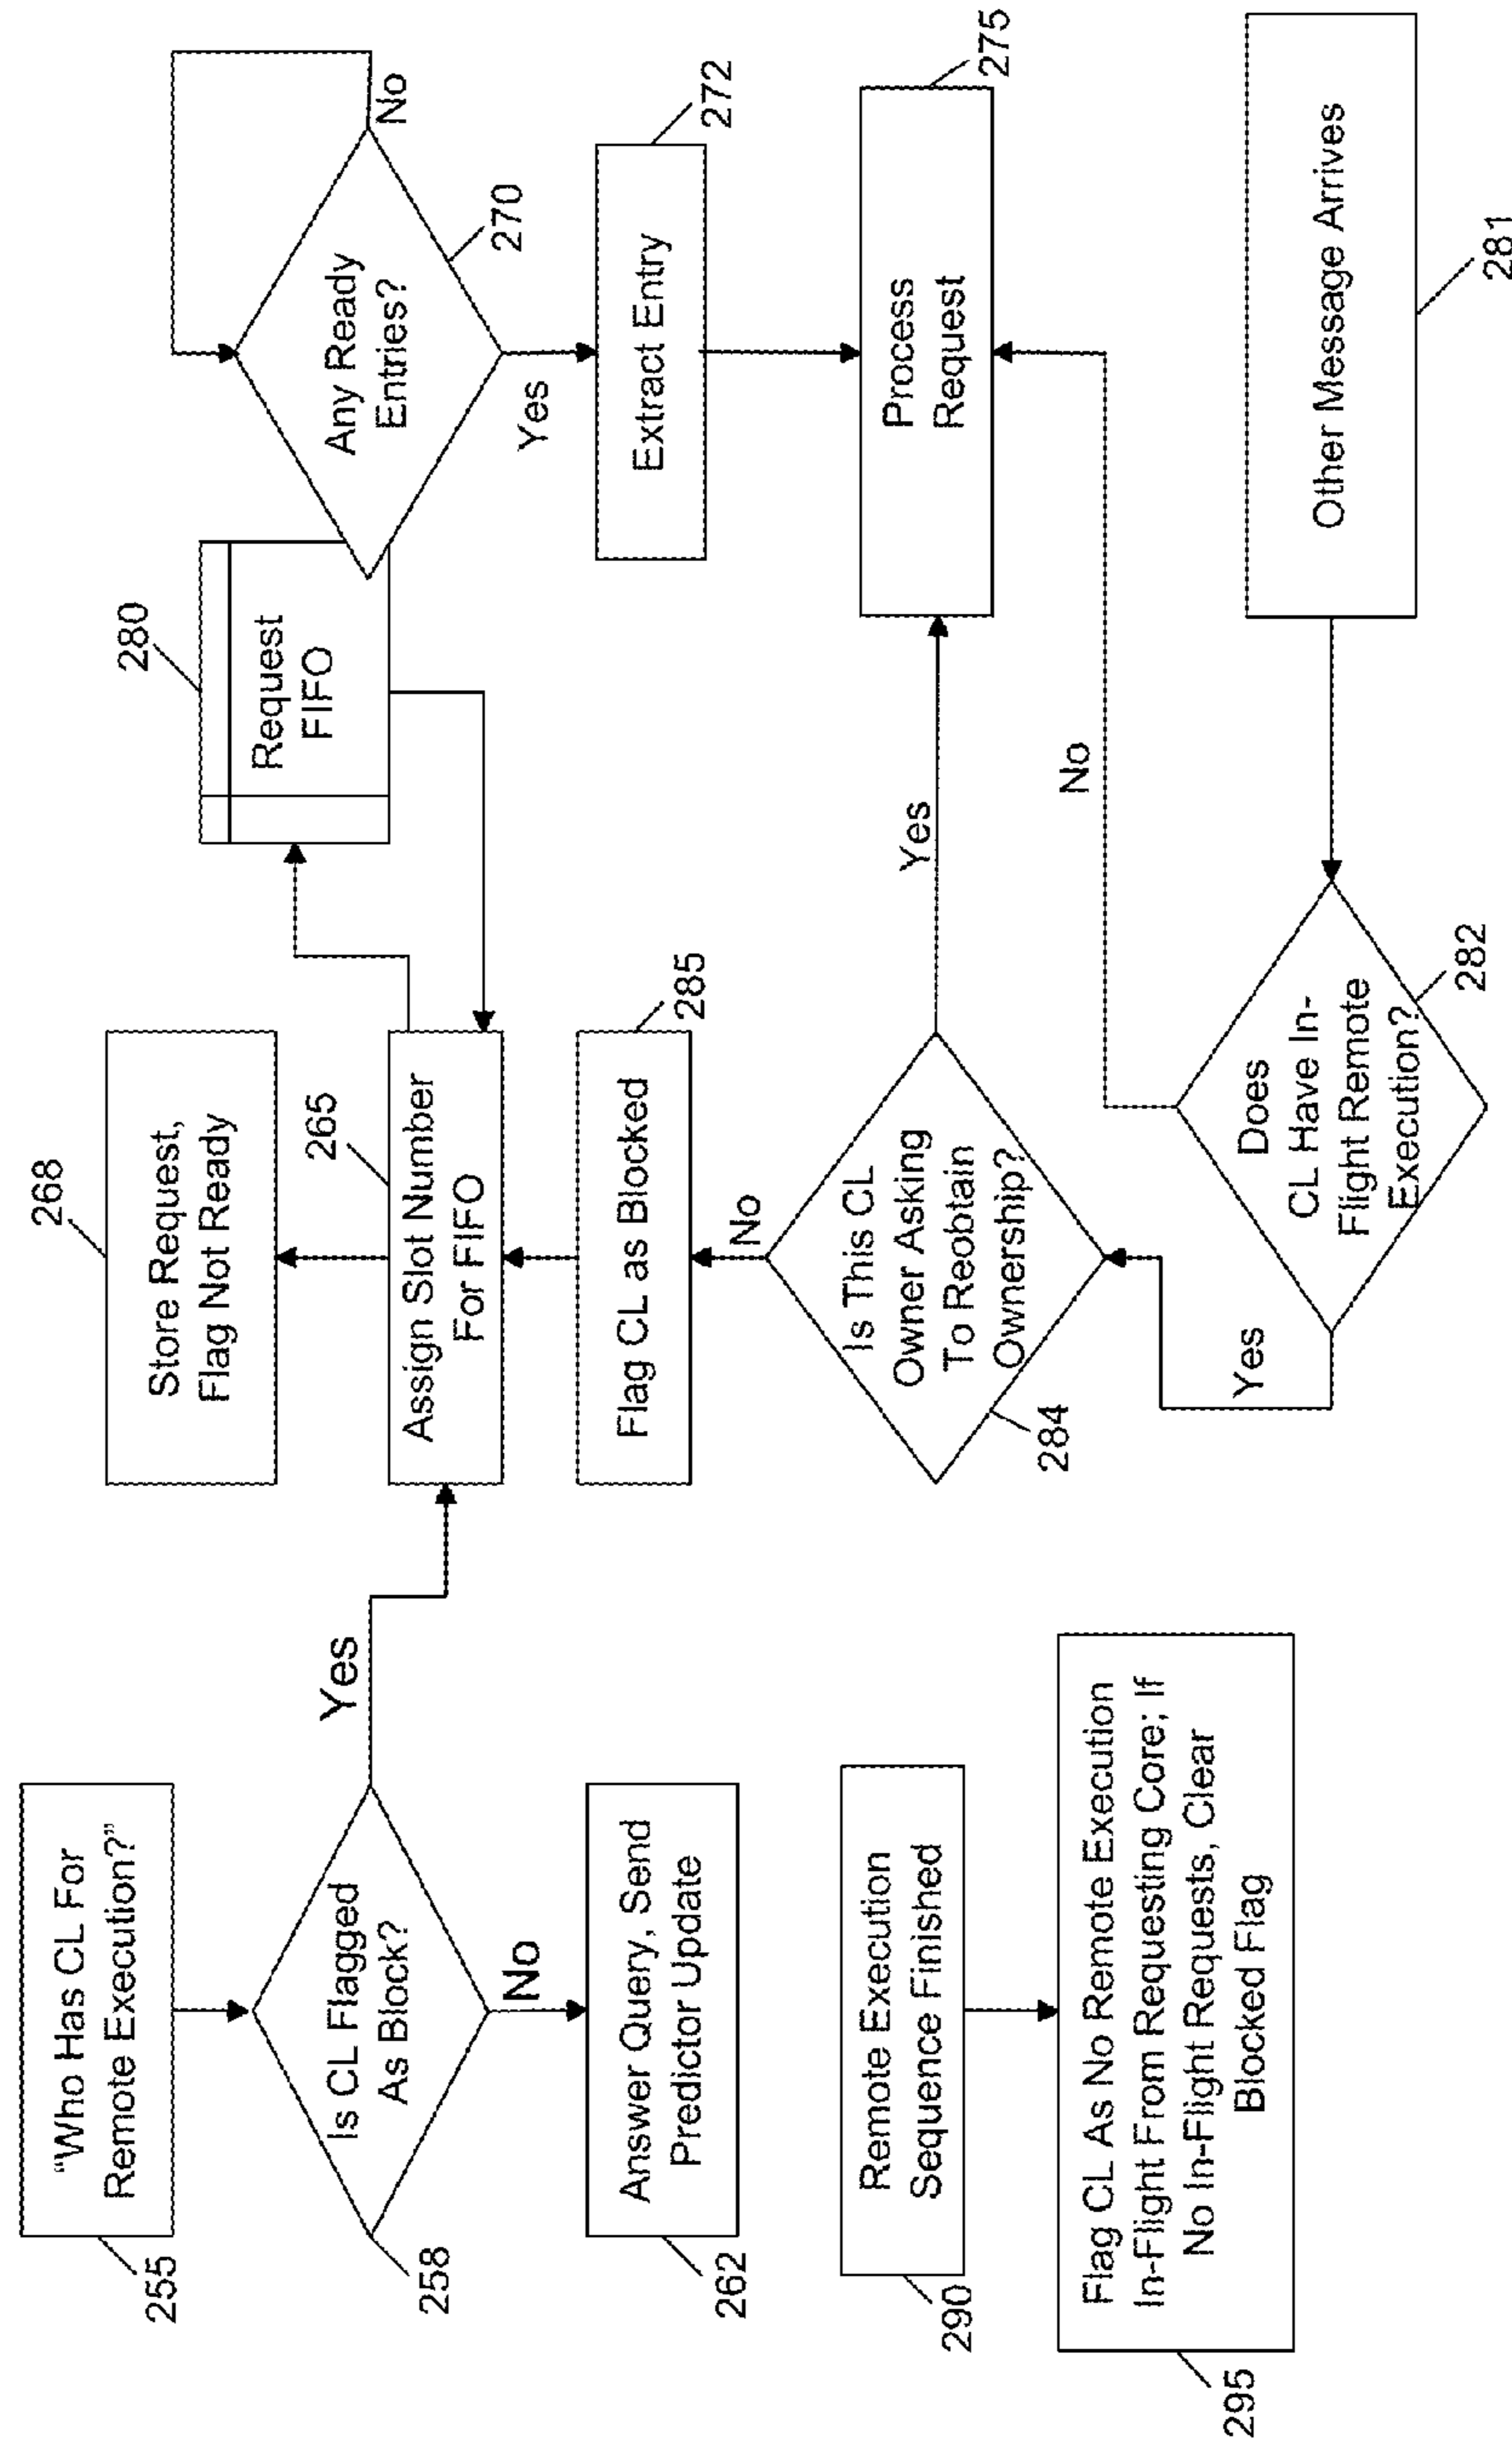 255
“Who Has CL For
Remote Execution?”
258
Is CL Flagged
As Block?
Yes
No
262
Answer Query, Send
Predictor Update
290
Remote Execution
Sequence Finished
295
Flag CL As No Remote Execution
In-Flight From Requesting Core; If
No In-Flight Requests, Clear
Blocked Flag
268
Store Request,
Flag Not Ready
265
Assign Slot Number
For FIFO
285
Flag CL as Blocked
No
Is This CL
Owner Asking
To Reobtain
Ownership?
284
Yes
Yes
Does
CL Have In-
Flight Remote
Execution?
282
No
280
Request
FIFO
Any Ready
Entries?
No
270
Yes
Extract Entry
272
Process
Request
275
Other Message Arrives
281